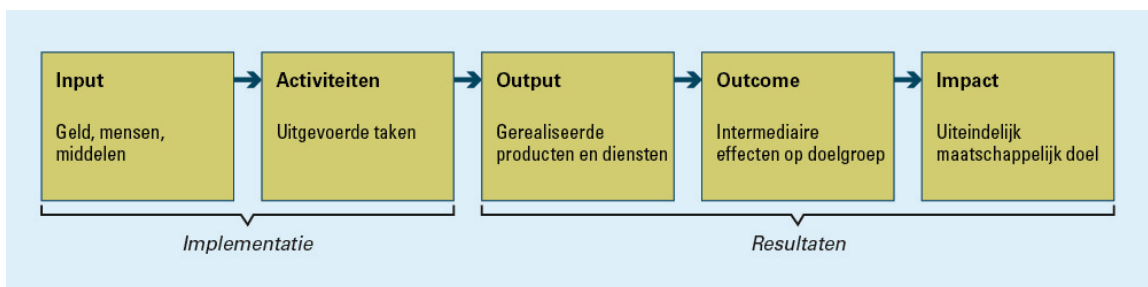 Input
Geld, mensen,
middelen
Activiteiten
Uitgevoerde taken
Output
Gerealiseerde
producten en diensten
Outcome
Intermediaire
effecten op doelgroep
Impact
Uiteindelijk
maatschappelijk doel
Implementatie
Resultaten